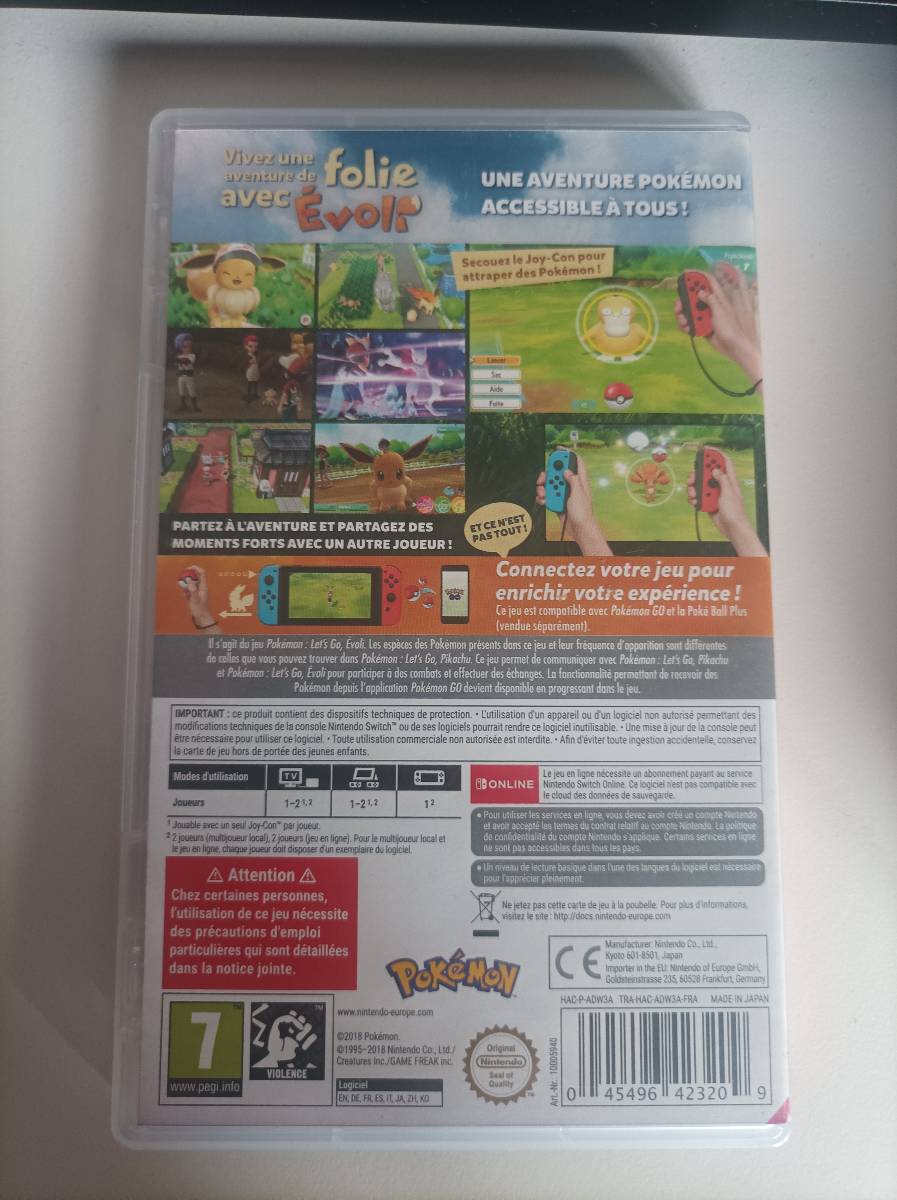 Vivez une
aventure de folie
avec Évoli
UNE AVENTURE POKÉMON
ACCESSIBLE À TOUS !
Secouez le Joy-Con pour
attraper des Pokémon !
Lancer
Sac
Aide
Fuite
PARTEZ À L'AVENTURE ET PARTAGEZ DES
MOMENTS FORTS AVEC UN AUTRE JOUEUR !
ET CE N'EST
PAS TOUT !
Connectez votre jeu pour
enrichir votre expérience !
Ce jeu est compatible avec Pokémon GO et la Poké Ball Plus
(vendue séparément).
Il s'agit du jeu Pokémon : Let's Go, Évoli. Les espèces des Pokémon présents dans ce jeu et leur fréquence d'apparition sont différentes
de celles que vous pouvez trouver dans Pokémon : Let's Go, Pikachu. Ce jeu permet de communiquer avec Pokémon : Let's Go, Pikachu
et Pokémon : Let's Go, Évoli pour participer à des combats et effectuer des échanges. La fonctionnalité permettant de recevoir des
Pokémon depuis l'application Pokémon GO devient disponible en progressant dans le jeu.
IMPORTANT : ce produit contient des dispositifs techniques de protection. • L'utilisation d'un appareil ou d'un logiciel non autorisé permettant des
modifications techniques de la console Nintendo Switch™ ou de ses logiciels pourrait rendre ce logiciel inutilisable. • Une mise à jour de la console peut
être nécessaire pour utiliser ce logiciel. • Toute utilisation commerciale non autorisée est interdite. • Afin d'éviter toute ingestion accidentelle, conservez
la carte de jeu hors de portée des jeunes enfants.
Modes d'utilisation
TV
Joueurs
1-2 1, 2
1-2 1, 2
1 2
1 Jouable avec un seul Joy-Con™ par joueur.
2 2 joueurs (multijoueur local), 2 joueurs (jeu en ligne). Pour le multijoueur local et
le jeu en ligne, chaque joueur doit disposer d'un exemplaire du logiciel.
ONLINE
Le jeu en ligne nécessite un abonnement payant au service
Nintendo Switch Online. Ce logiciel n'est pas compatible avec
le cloud des données de sauvegarde.
• Pour utiliser les services en ligne, vous devez avoir créé un compte Nintendo
et avoir accepté les termes du contrat relatif au compte Nintendo. La politique
de confidentialité du compte Nintendo s'applique. Certains services en ligne
ne sont pas accessibles dans tous les pays.
• Un niveau de lecture basique dans l'une des langues du logiciel est nécessaire
pour l'apprécier pleinement.
⚠ Attention ⚠
Chez certaines personnes,
l'utilisation de ce jeu nécessite
des précautions d'emploi
particulières qui sont détaillées
dans la notice jointe.
Ne jetez pas cette carte de jeu à la poubelle. Pour plus d'informations,
visitez le site : http://docs.nintendo-europe.com
POKÉMON
CE
Manufacturer: Nintendo Co., Ltd.,
Kyoto 601-8501, Japan
Importer in the EU: Nintendo of Europe GmbH,
Goldsteinstrasse 235, 60528 Frankfurt, Germany
HAC-P-ADW3A TRA-HAC-ADW3A-FRA MADE IN JAPAN
7
www.pegi.info
VIOLENCE
www.nintendo-europe.com
©2018 Pokémon.
©1995–2018 Nintendo Co., Ltd./
Creatures Inc./GAME FREAK inc.
Logiciel
EN, DE, FR, ES, IT, JA, ZH, KO
Original
Nintendo
Seal of
Quality
Art.-Nr.: 10005940
0 45496 42320 9